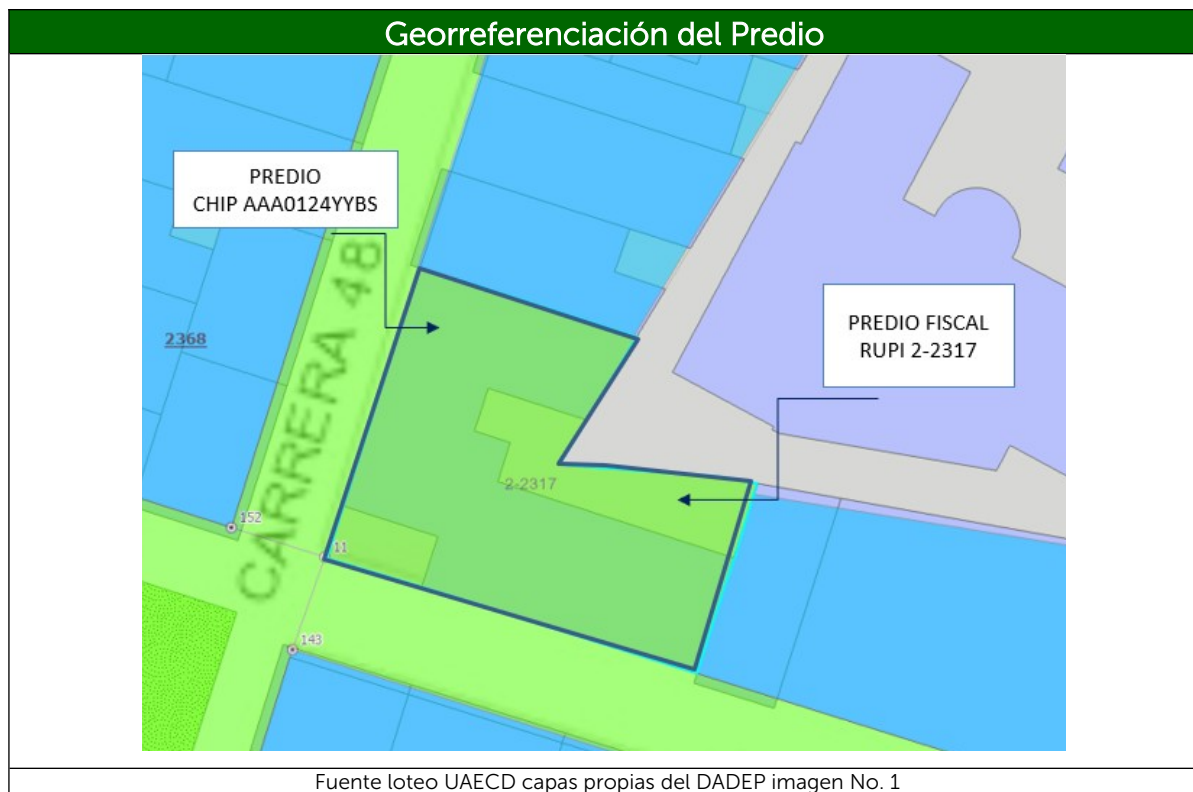 Georreferenciación del Predio
PREDIO
CHIP AAA0124YYBS
CARRERA 48
2368
PREDIO FISCAL
RUPI 2-2317
2-2317
152
11
143
Fuente loteo UAECD capas propias del DADEP imagen No. 1